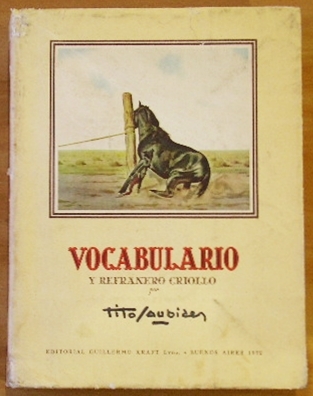 VOCABULARIO
Y REFRANERO CRIOLLO
por
Tito Saubidet
EDITORIAL GUILLERMO KRAFT Ltda. • BUENOS AIRES 1952